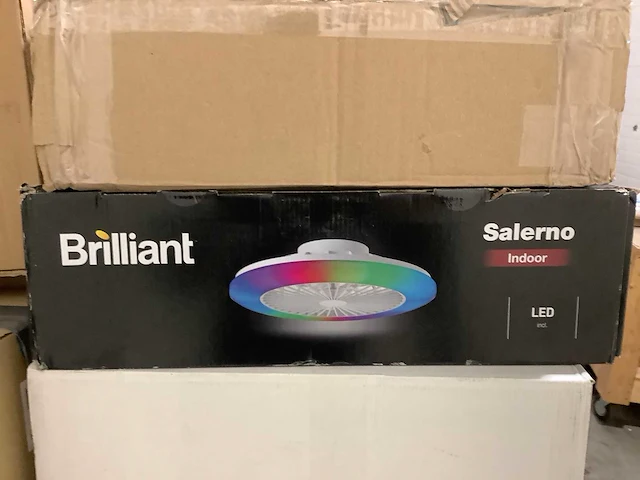 Brilliant
Salerno
Indoor
LED
incl.